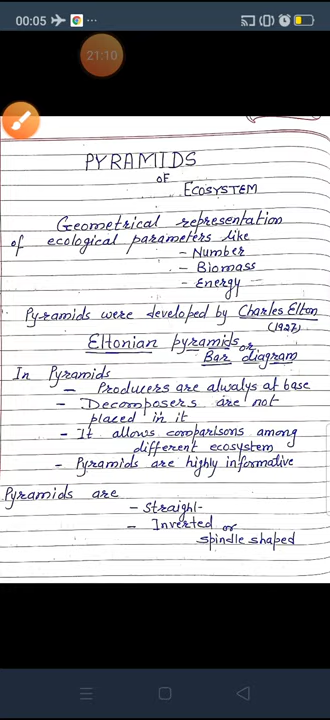 00:05
21:10
PYRAMIDS
OF
ECOSYSTEM
Geometrical representation
of ecological parameters like
- Number
- Biomass
- Energy
Pyramids were developed by Charles Elton
(1927)
Eltonian pyramids or
Bar diagram
In Pyramids
- Producers are alwalys at base
- Decomposers are not
placed in it
- It allows comparisons among
different ecosystem
- Pyramids are highly informative
Pyramids are
- Straight
- Inverted or
spindle shaped